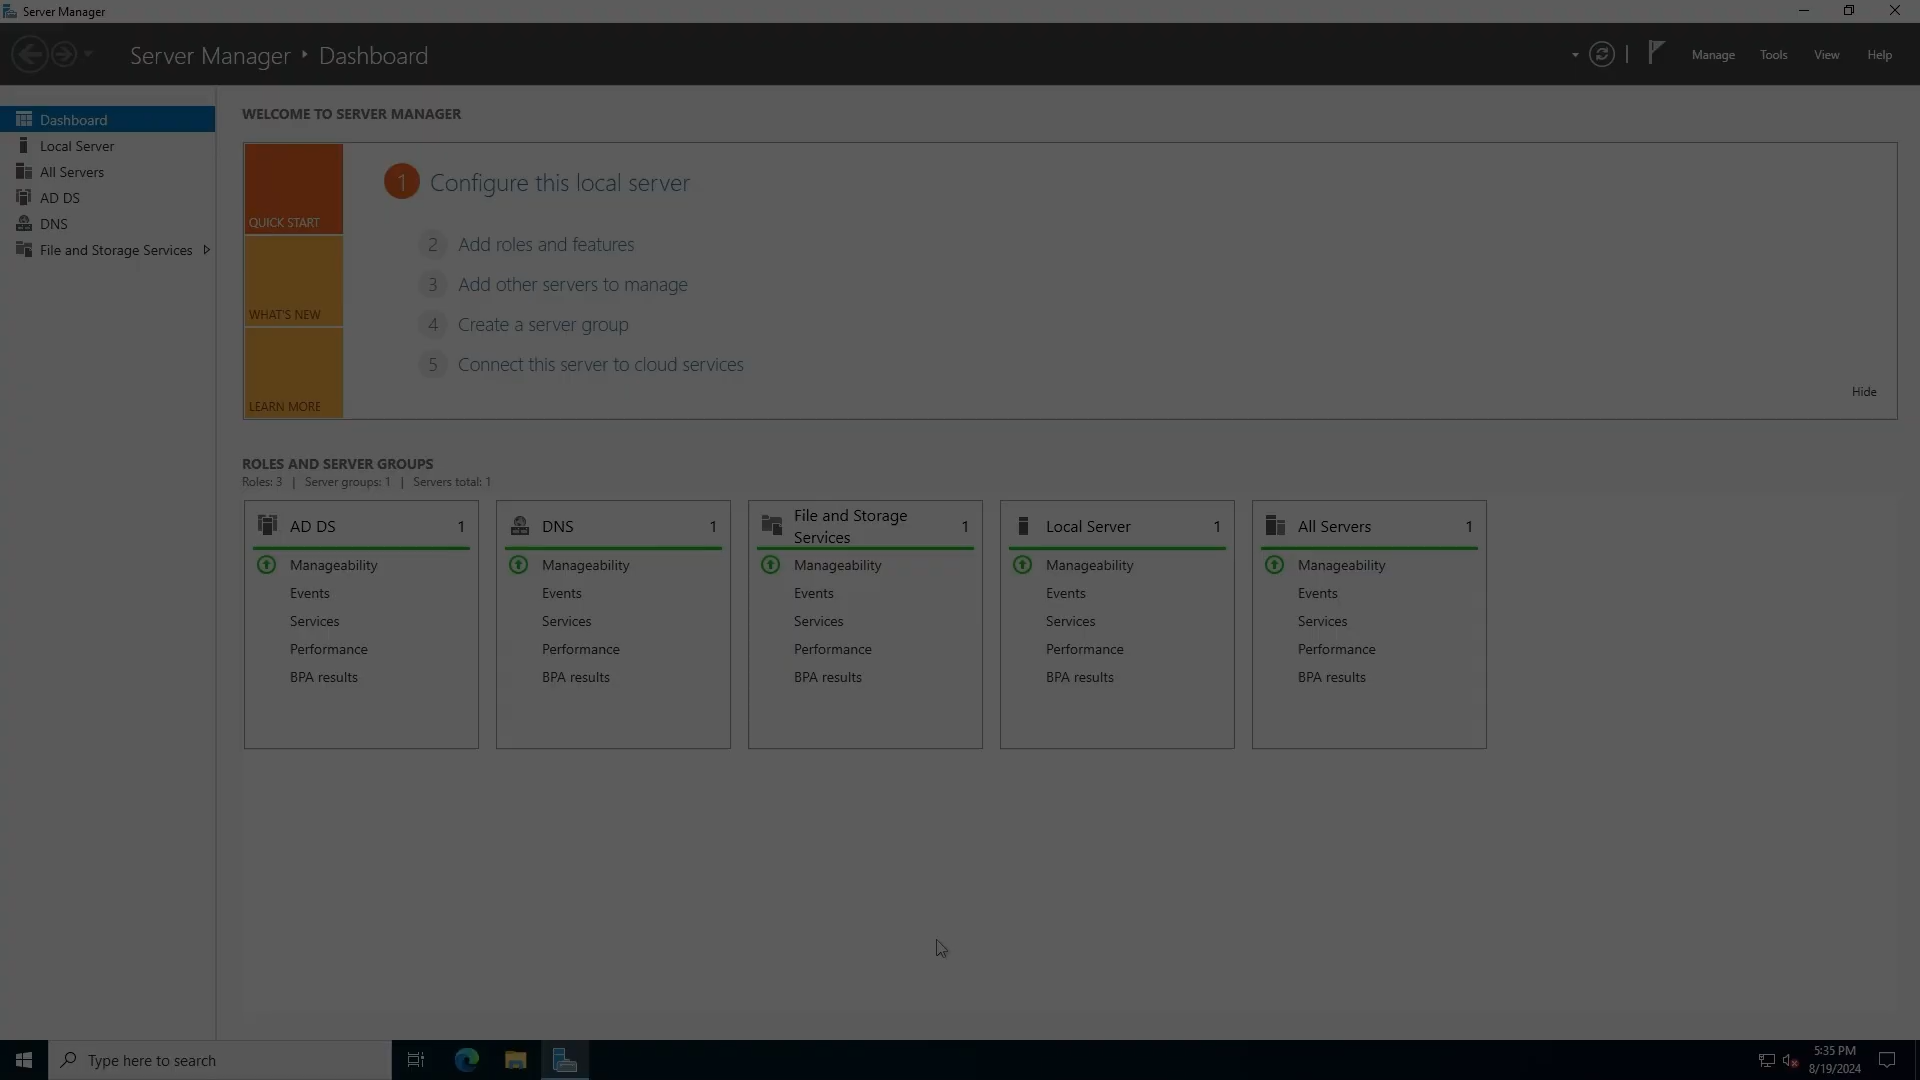 Server Manager
Server Manager ‣ Dashboard
Manage
Tools
View
Help
Dashboard
Local Server
All Servers
AD DS
DNS
File and Storage Services
WELCOME TO SERVER MANAGER
QUICK START
WHAT'S NEW
LEARN MORE
1 Configure this local server
2 Add roles and features
3 Add other servers to manage
4 Create a server group
5 Connect this server to cloud services
Hide
ROLES AND SERVER GROUPS
Roles: 3 | Server groups: 1 | Servers total: 1
AD DS 1
Manageability
Events
Services
Performance
BPA results
DNS 1
Manageability
Events
Services
Performance
BPA results
File and Storage
Services 1
Manageability
Events
Services
Performance
BPA results
Local Server 1
Manageability
Events
Services
Performance
BPA results
All Servers 1
Manageability
Events
Services
Performance
BPA results
Type here to search
5:35 PM
8/19/2024